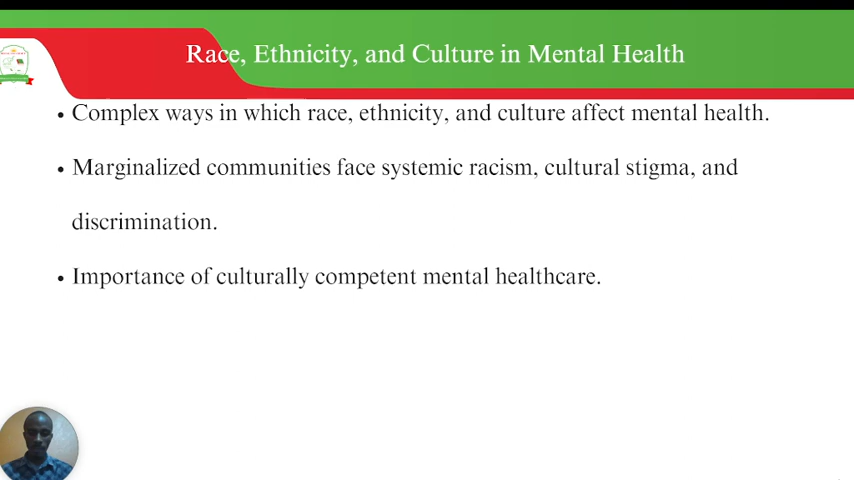 Race, Ethnicity, and Culture in Mental Health
• Complex ways in which race, ethnicity, and culture affect mental health.
• Marginalized communities face systemic racism, cultural stigma, and
discrimination.
• Importance of culturally competent mental healthcare.